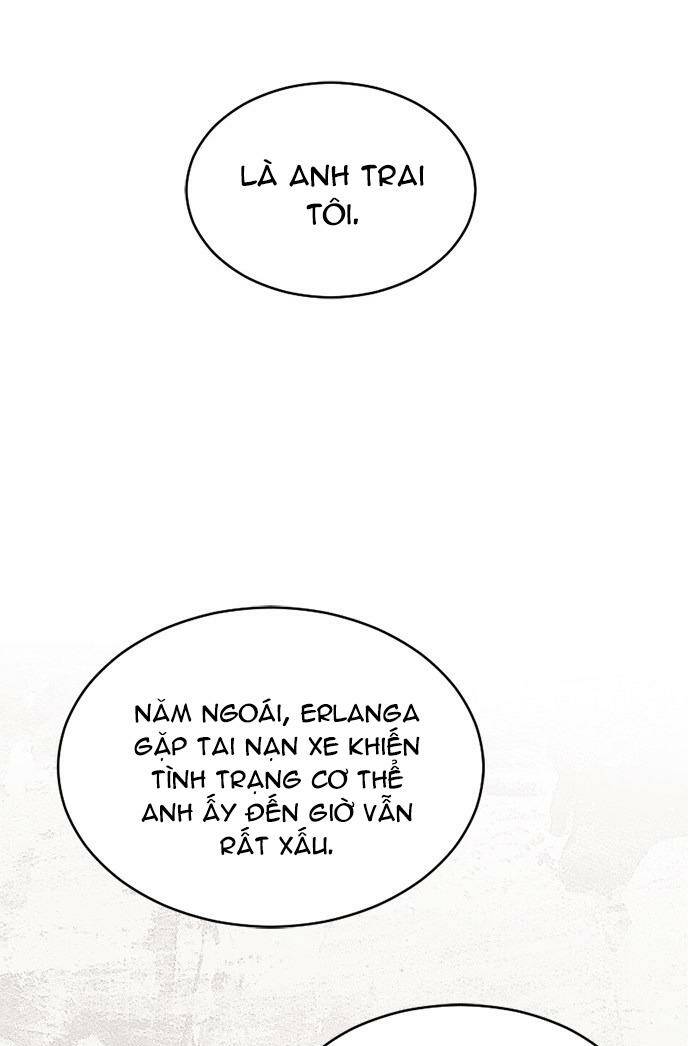 LÀ ANH TRAI
TÔI.
NĂM NGOÁI, ERLANGA
GẶP TAI NẠN XE KHIẾN
TÌNH TRẠNG CƠ THỂ
ANH ẤY ĐẾN GIỜ VẪN
RẤT XẤU.